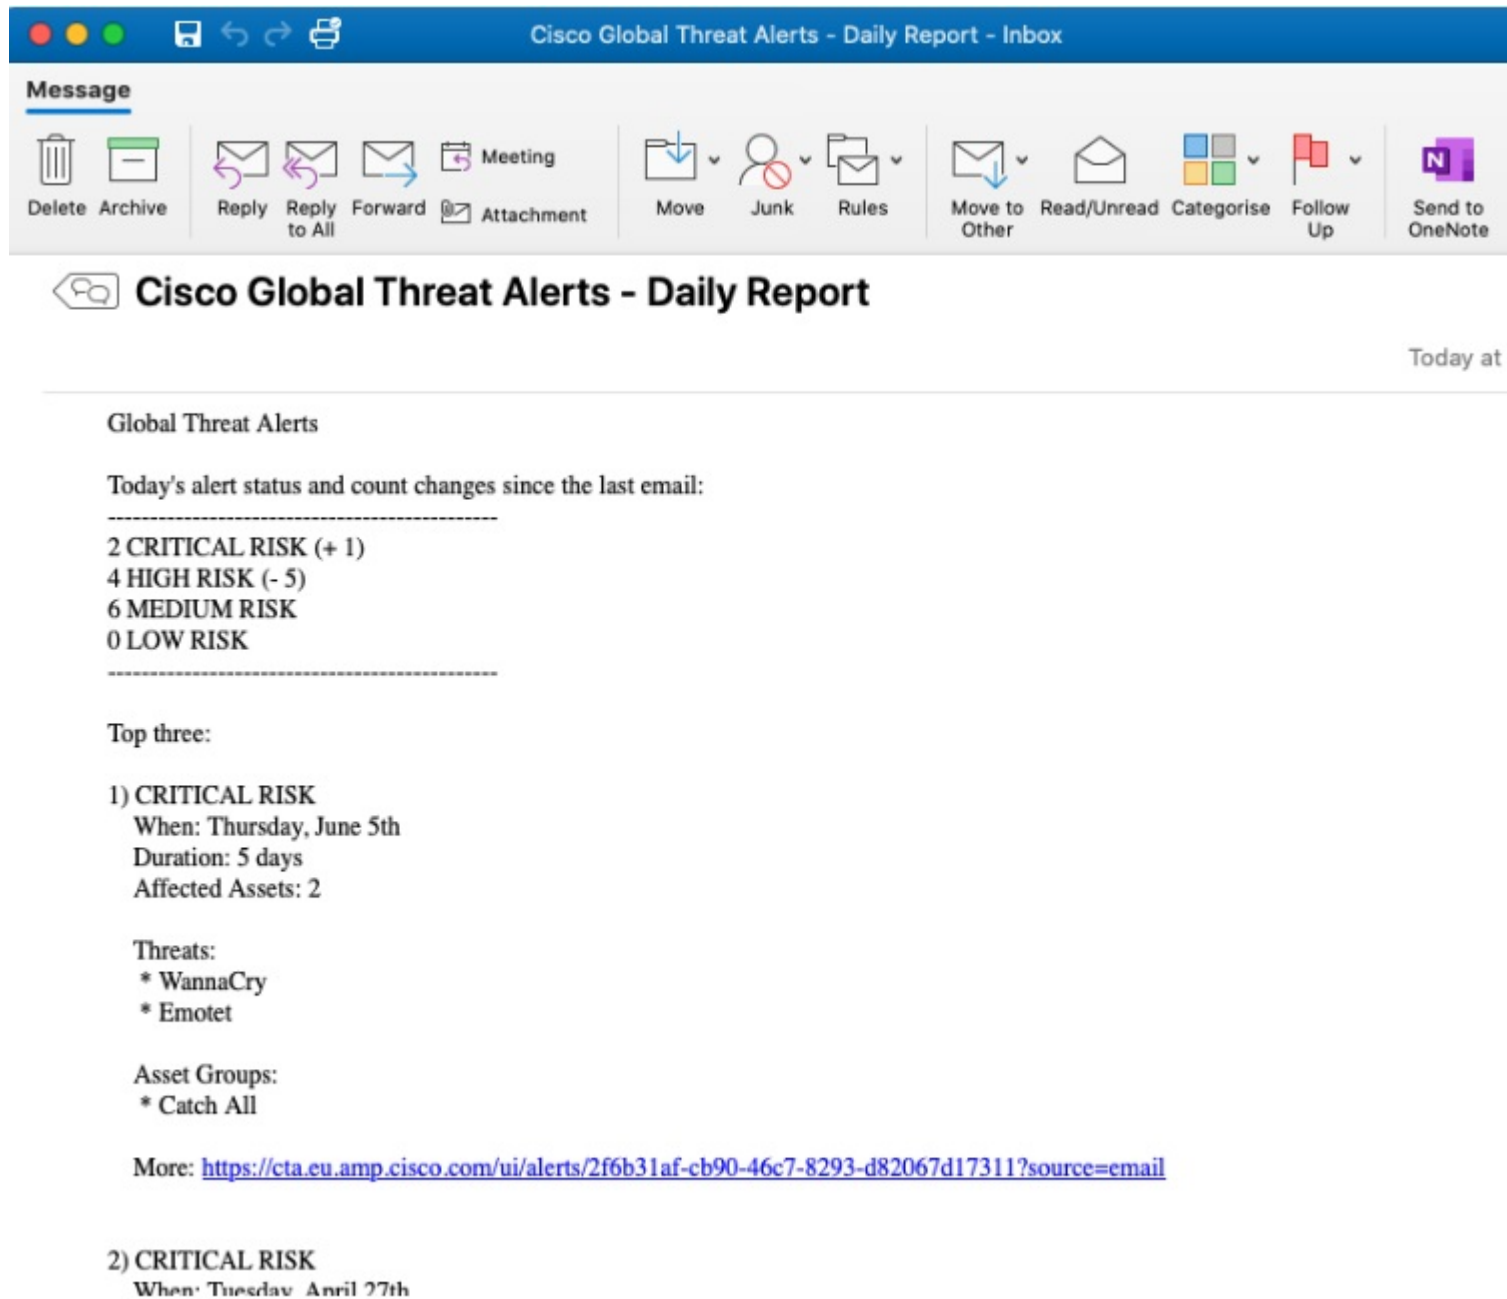 Cisco Global Threat Alerts - Daily Report - Inbox
Message
Delete
Archive
Reply
Reply to All
Forward
Meeting
Attachment
Move
Junk
Rules
Move to Other
Read/Unread
Categorise
Follow Up
N
Send to OneNote
Cisco Global Threat Alerts - Daily Report
Today at
Global Threat Alerts
Today's alert status and count changes since the last email:
-----------------------------------------------
2 CRITICAL RISK (+ 1)
4 HIGH RISK (- 5)
6 MEDIUM RISK
0 LOW RISK
-----------------------------------------------
Top three:
1) CRITICAL RISK
When: Thursday, June 5th
Duration: 5 days
Affected Assets: 2
Threats:
* WannaCry
* Emotet
Asset Groups:
* Catch All
More: https://cta.eu.amp.cisco.com/ui/alerts/2f6b31af-cb90-46c7-8293-d82067d17311?source=email
2) CRITICAL RISK
When: Tuesday, April 27th